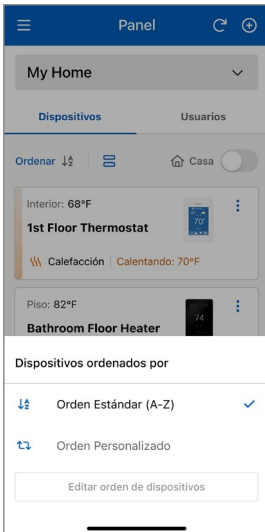 Panel
My Home
Dispositivos Usuarios
Ordenar Casa
Interior: 68°F
70°
1st Floor Thermostat
Calefacción Calentando: 70°F
Piso: 82°F
74
Bathroom Floor Heater
Dispositivos ordenados por
Orden Estándar (A-Z)
Orden Personalizado
Editar orden de dispositivos